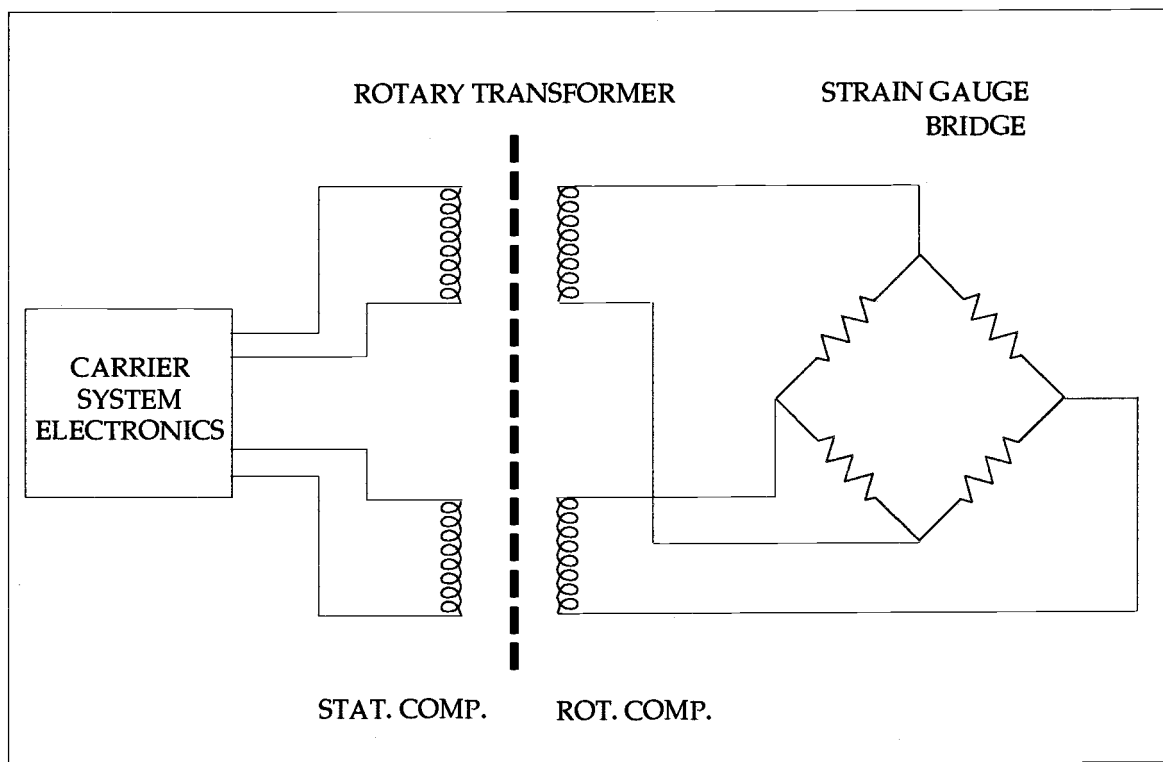 ROTARY TRANSFORMER
STRAIN GAUGE
BRIDGE
CARRIER
SYSTEM
ELECTRONICS
STAT. COMP.
ROT. COMP.